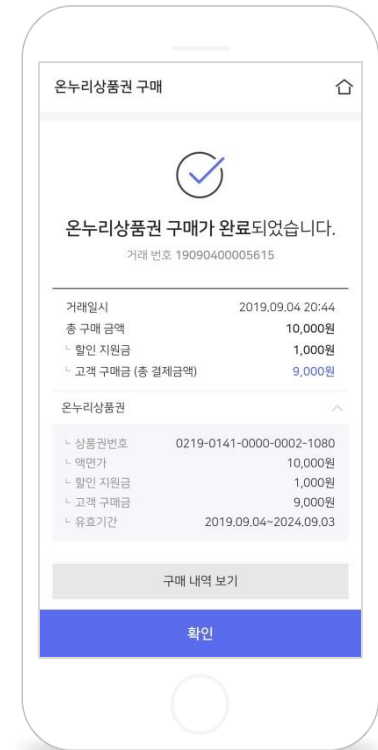 온누리상품권 구매
온누리상품권 구매가 완료되었습니다.
거래 번호 19090400005615
거래일시 2019.09.04 20:44
총 구매 금액 10,000원
ㄴ 할인 지원금 1,000원
ㄴ 고객 구매금 (총 결제금액) 9,000원
온누리상품권
ㄴ 상품권번호 0219-0141-0000-0002-1080
ㄴ 액면가 10,000원
ㄴ 할인 지원금 1,000원
ㄴ 고객 구매금 9,000원
ㄴ 유효기간 2019.09.04~2024.09.03
구매 내역 보기
확인